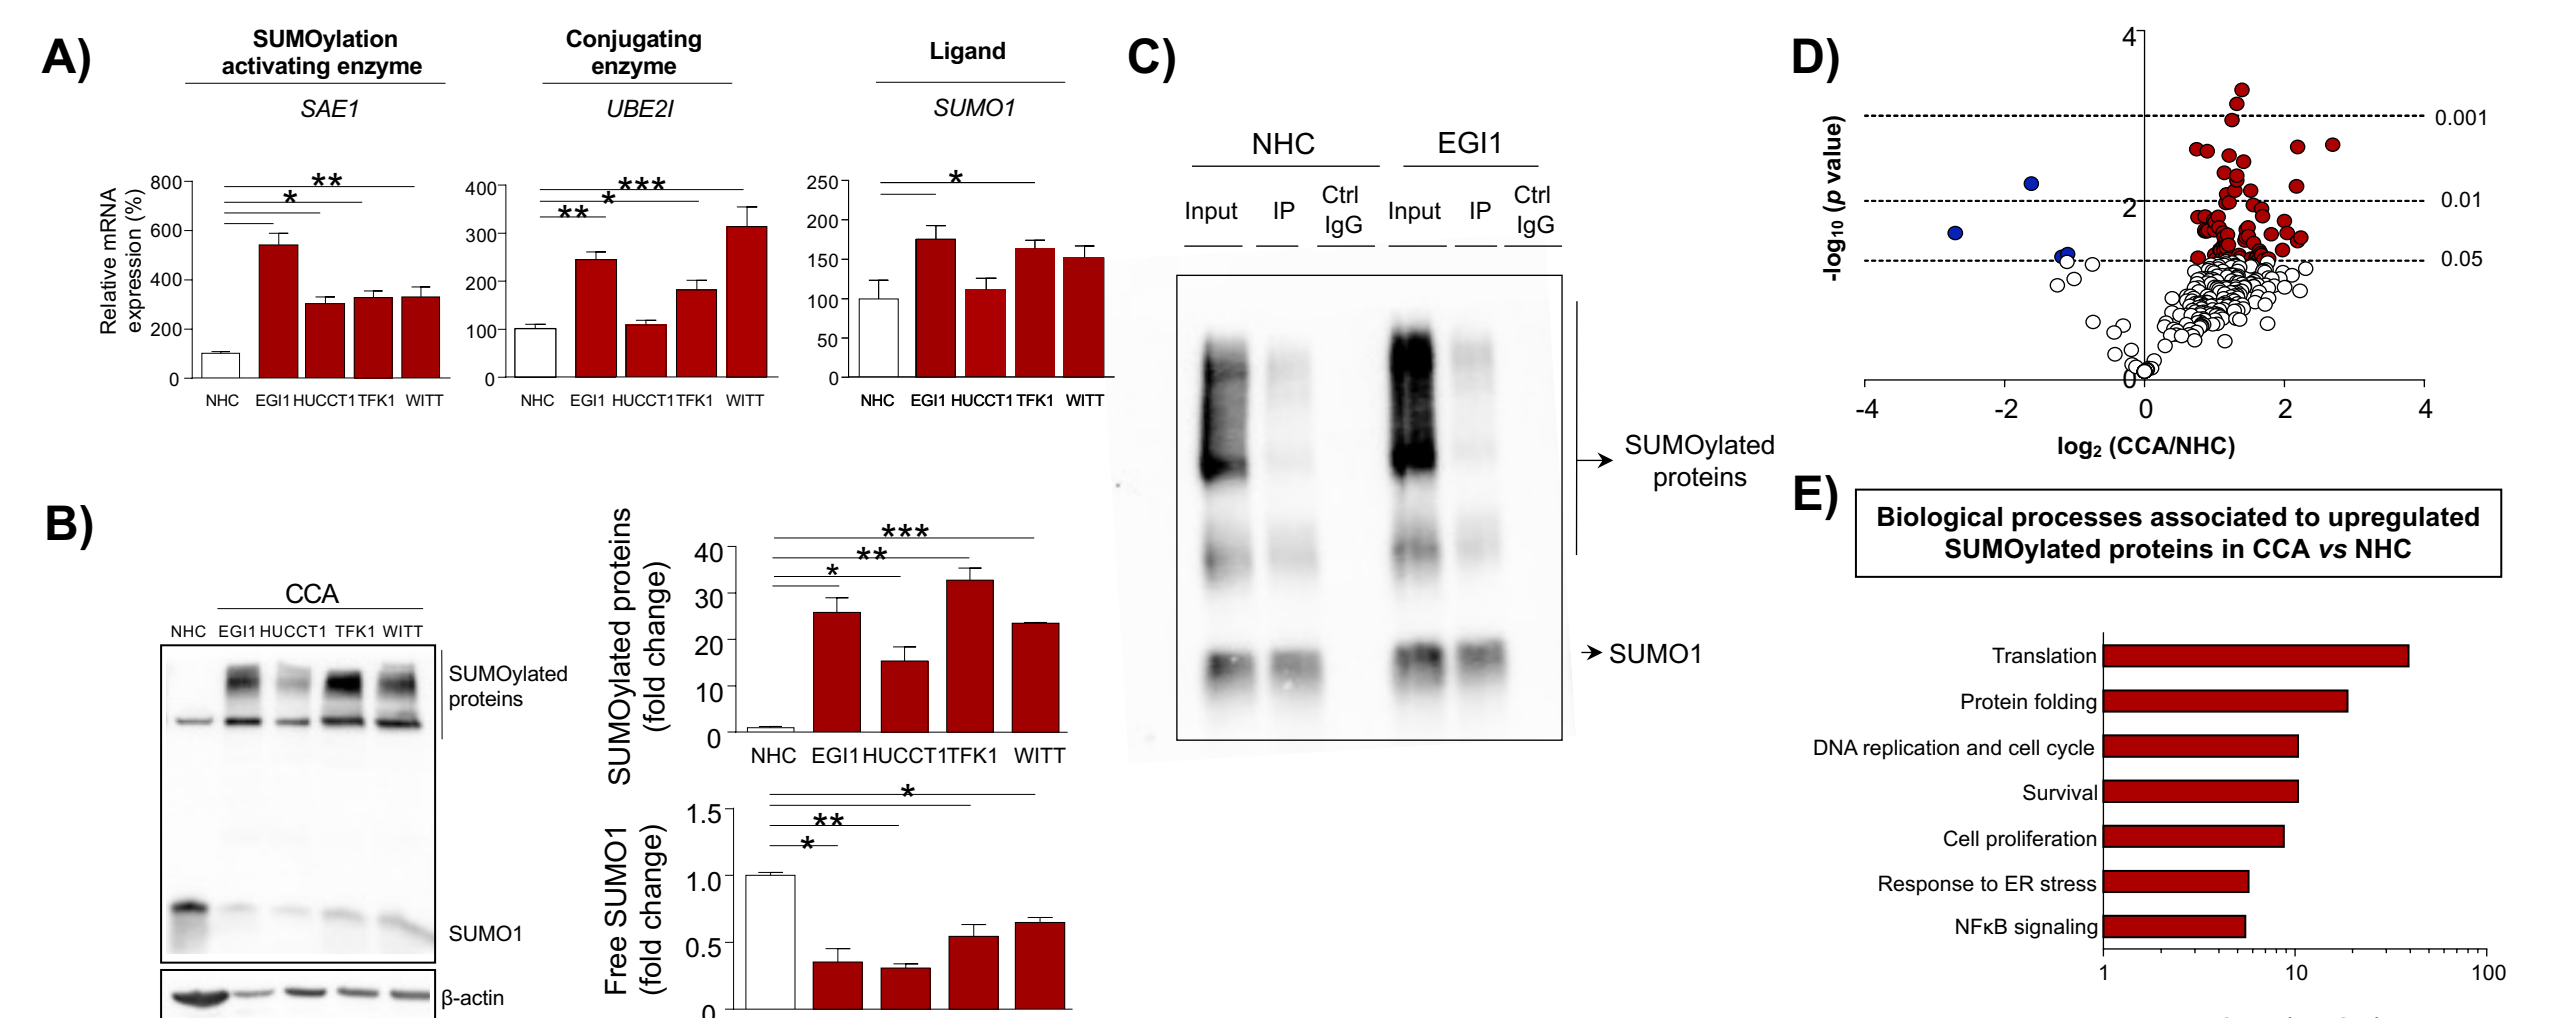 A)
SUMOylation
activating enzyme
SAE1
Conjugating
enzyme
UBE2I
Ligand
SUMO1
Relative mRNA
expression (%)
800
600
400
200
0
**
*
NHC EGI1 HUCCT1 TFK1 WITT
400
300
200
100
0
***
*
**
NHC EGI1 HUCCT1 TFK1 WITT
250
200
150
100
50
0
*
NHC EGI1 HUCCT1 TFK1 WITT
B)
CCA
NHC EGI1 HUCCT1 TFK1 WITT
SUMOylated
proteins
SUMO1
β-actin
SUMOylated proteins
(fold change)
40
30
20
10
0
***
**
*
NHC EGI1 HUCCT1 TFK1 WITT
Free SUMO1
(fold change)
1.5
1.0
0.5
0
*
**
*
C)
NHC EGI1
Input IP Ctrl IgG Input IP Ctrl IgG
SUMOylated
proteins
SUMO1
D)
-log10 (p value)
4
2
0
0.001
0.01
0.05
-4 -2 0 2 4
log2 (CCA/NHC)
E)
Biological processes associated to upregulated
SUMOylated proteins in CCA vs NHC
Translation
Protein folding
DNA replication and cell cycle
Survival
Cell proliferation
Response to ER stress
NFκB signaling
1 10 100